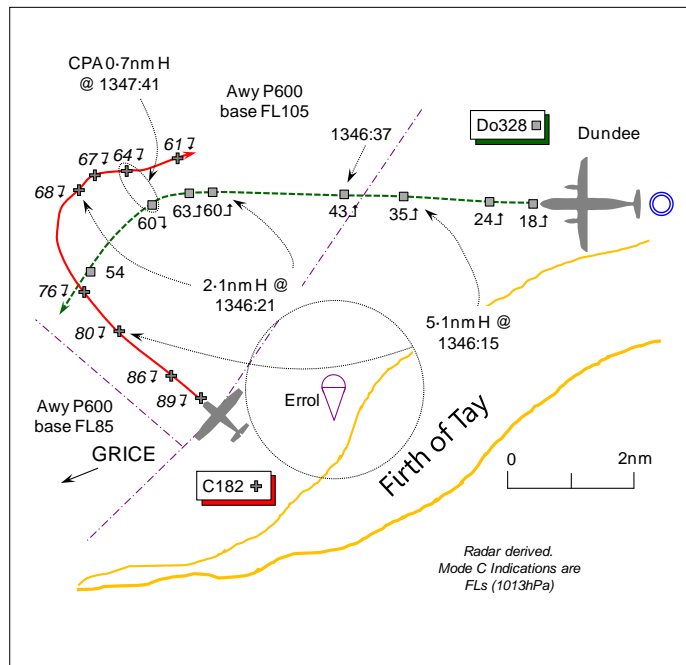 CPA 0·7nm H
@ 1347:41
Awy P600
base FL105
1346:37
Do328
Dundee
61↴
64↴
67↴
68↴
60↴
63⮥
60⮥
43⮥
35⮥
24⮥
18⮥
54
76↴
2·1nm H @
1346:21
5·1nm H @
1346:15
80↴
86↴
89↴
Errol
Awy P600
base FL85
GRICE
C182
Firth of Tay
0 2nm
Radar derived.
Mode C Indications are
FLs (1013hPa)